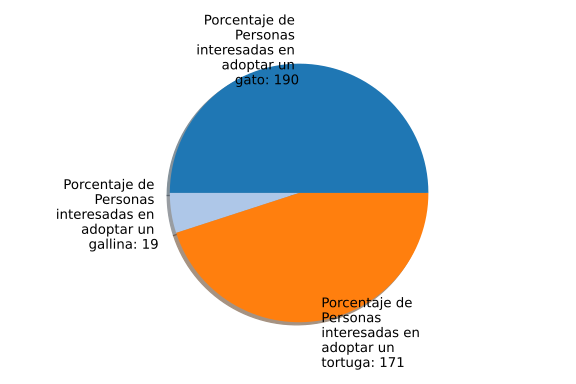 Porcentaje de
Personas
interesadas en
adoptar un
gato: 190
Porcentaje de
Personas
interesadas en
adoptar un
gallina: 19
Porcentaje de
Personas
interesadas en
adoptar un
tortuga: 171